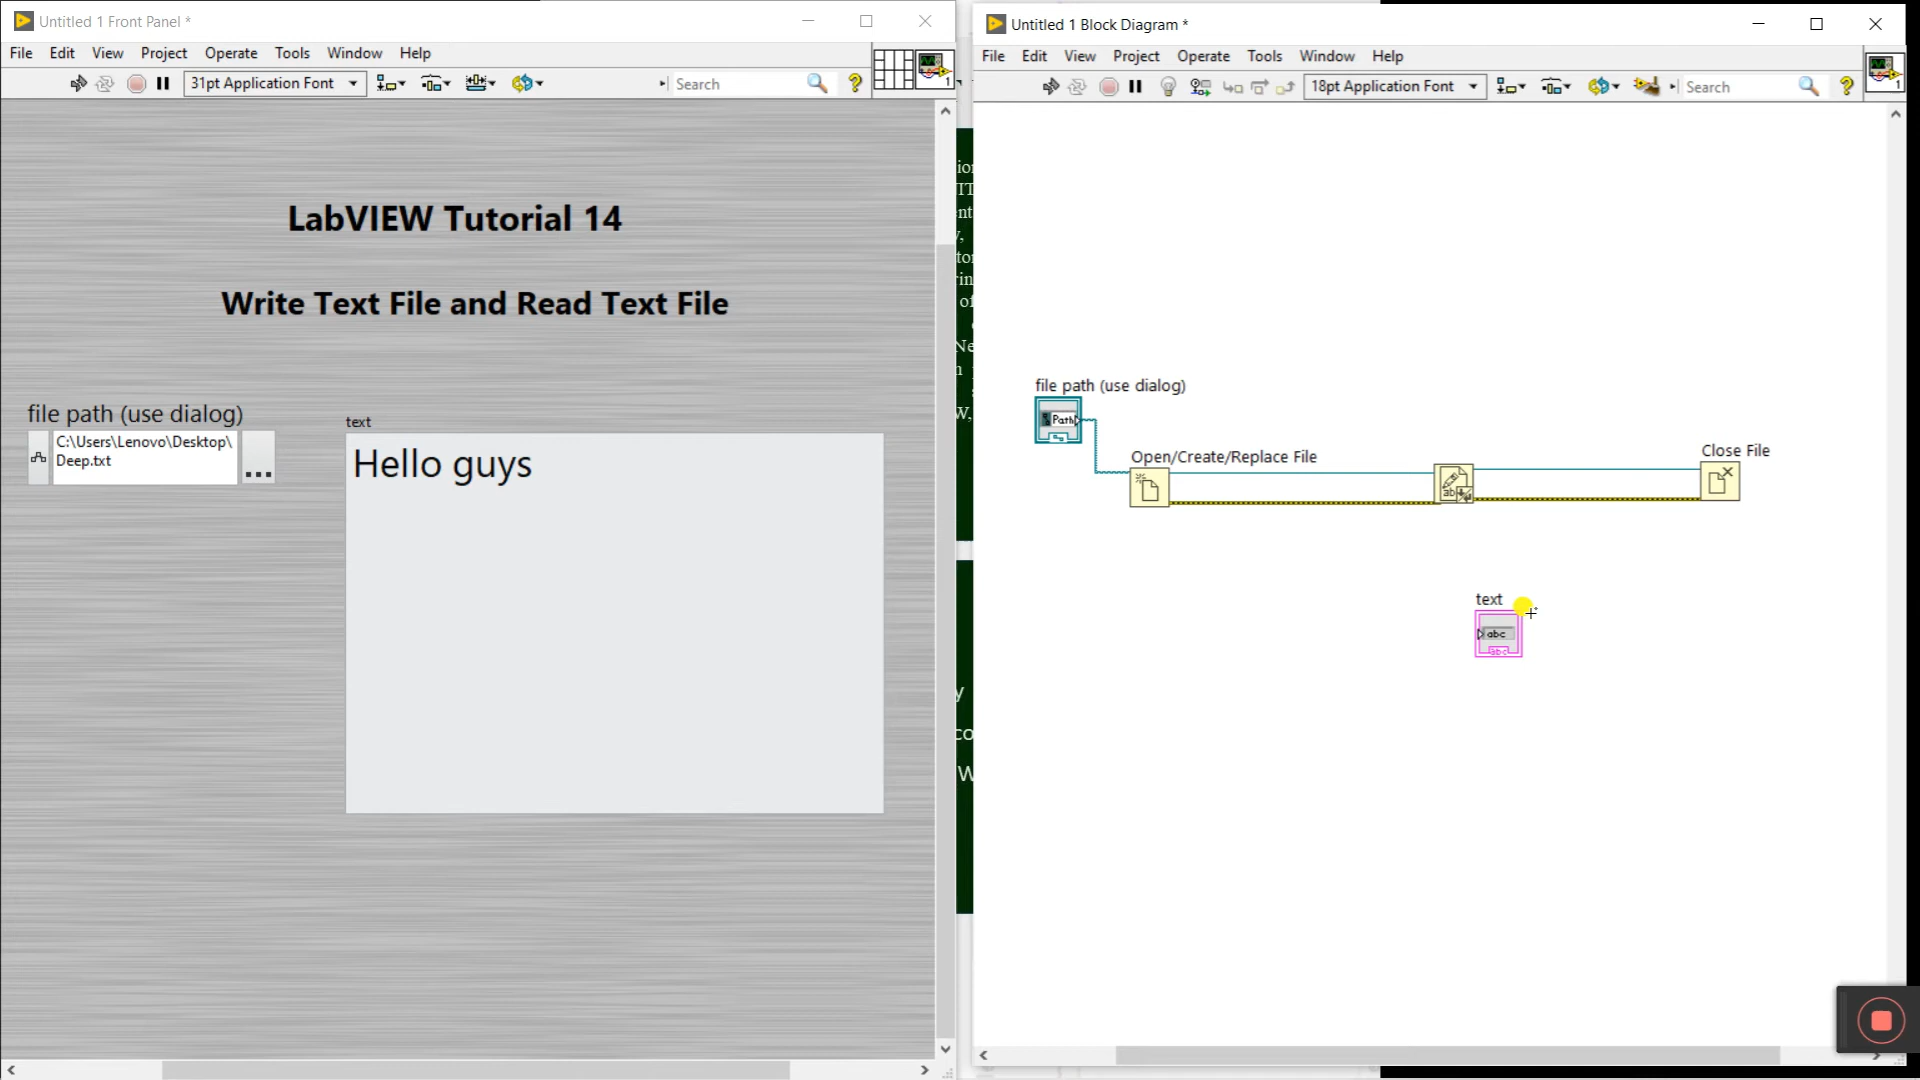 Untitled 1 Front Panel *
File Edit View Project Operate Tools Window Help
31pt Application Font
Search
LabVIEW Tutorial 14
Write Text File and Read Text File
file path (use dialog)
C:\Users\Lenovo\Desktop\
Deep.txt
...
text
Hello guys
Untitled 1 Block Diagram *
File Edit View Project Operate Tools Window Help
18pt Application Font
Search
file path (use dialog)
Path
Open/Create/Replace File
ab
Close File
text
abc
abc